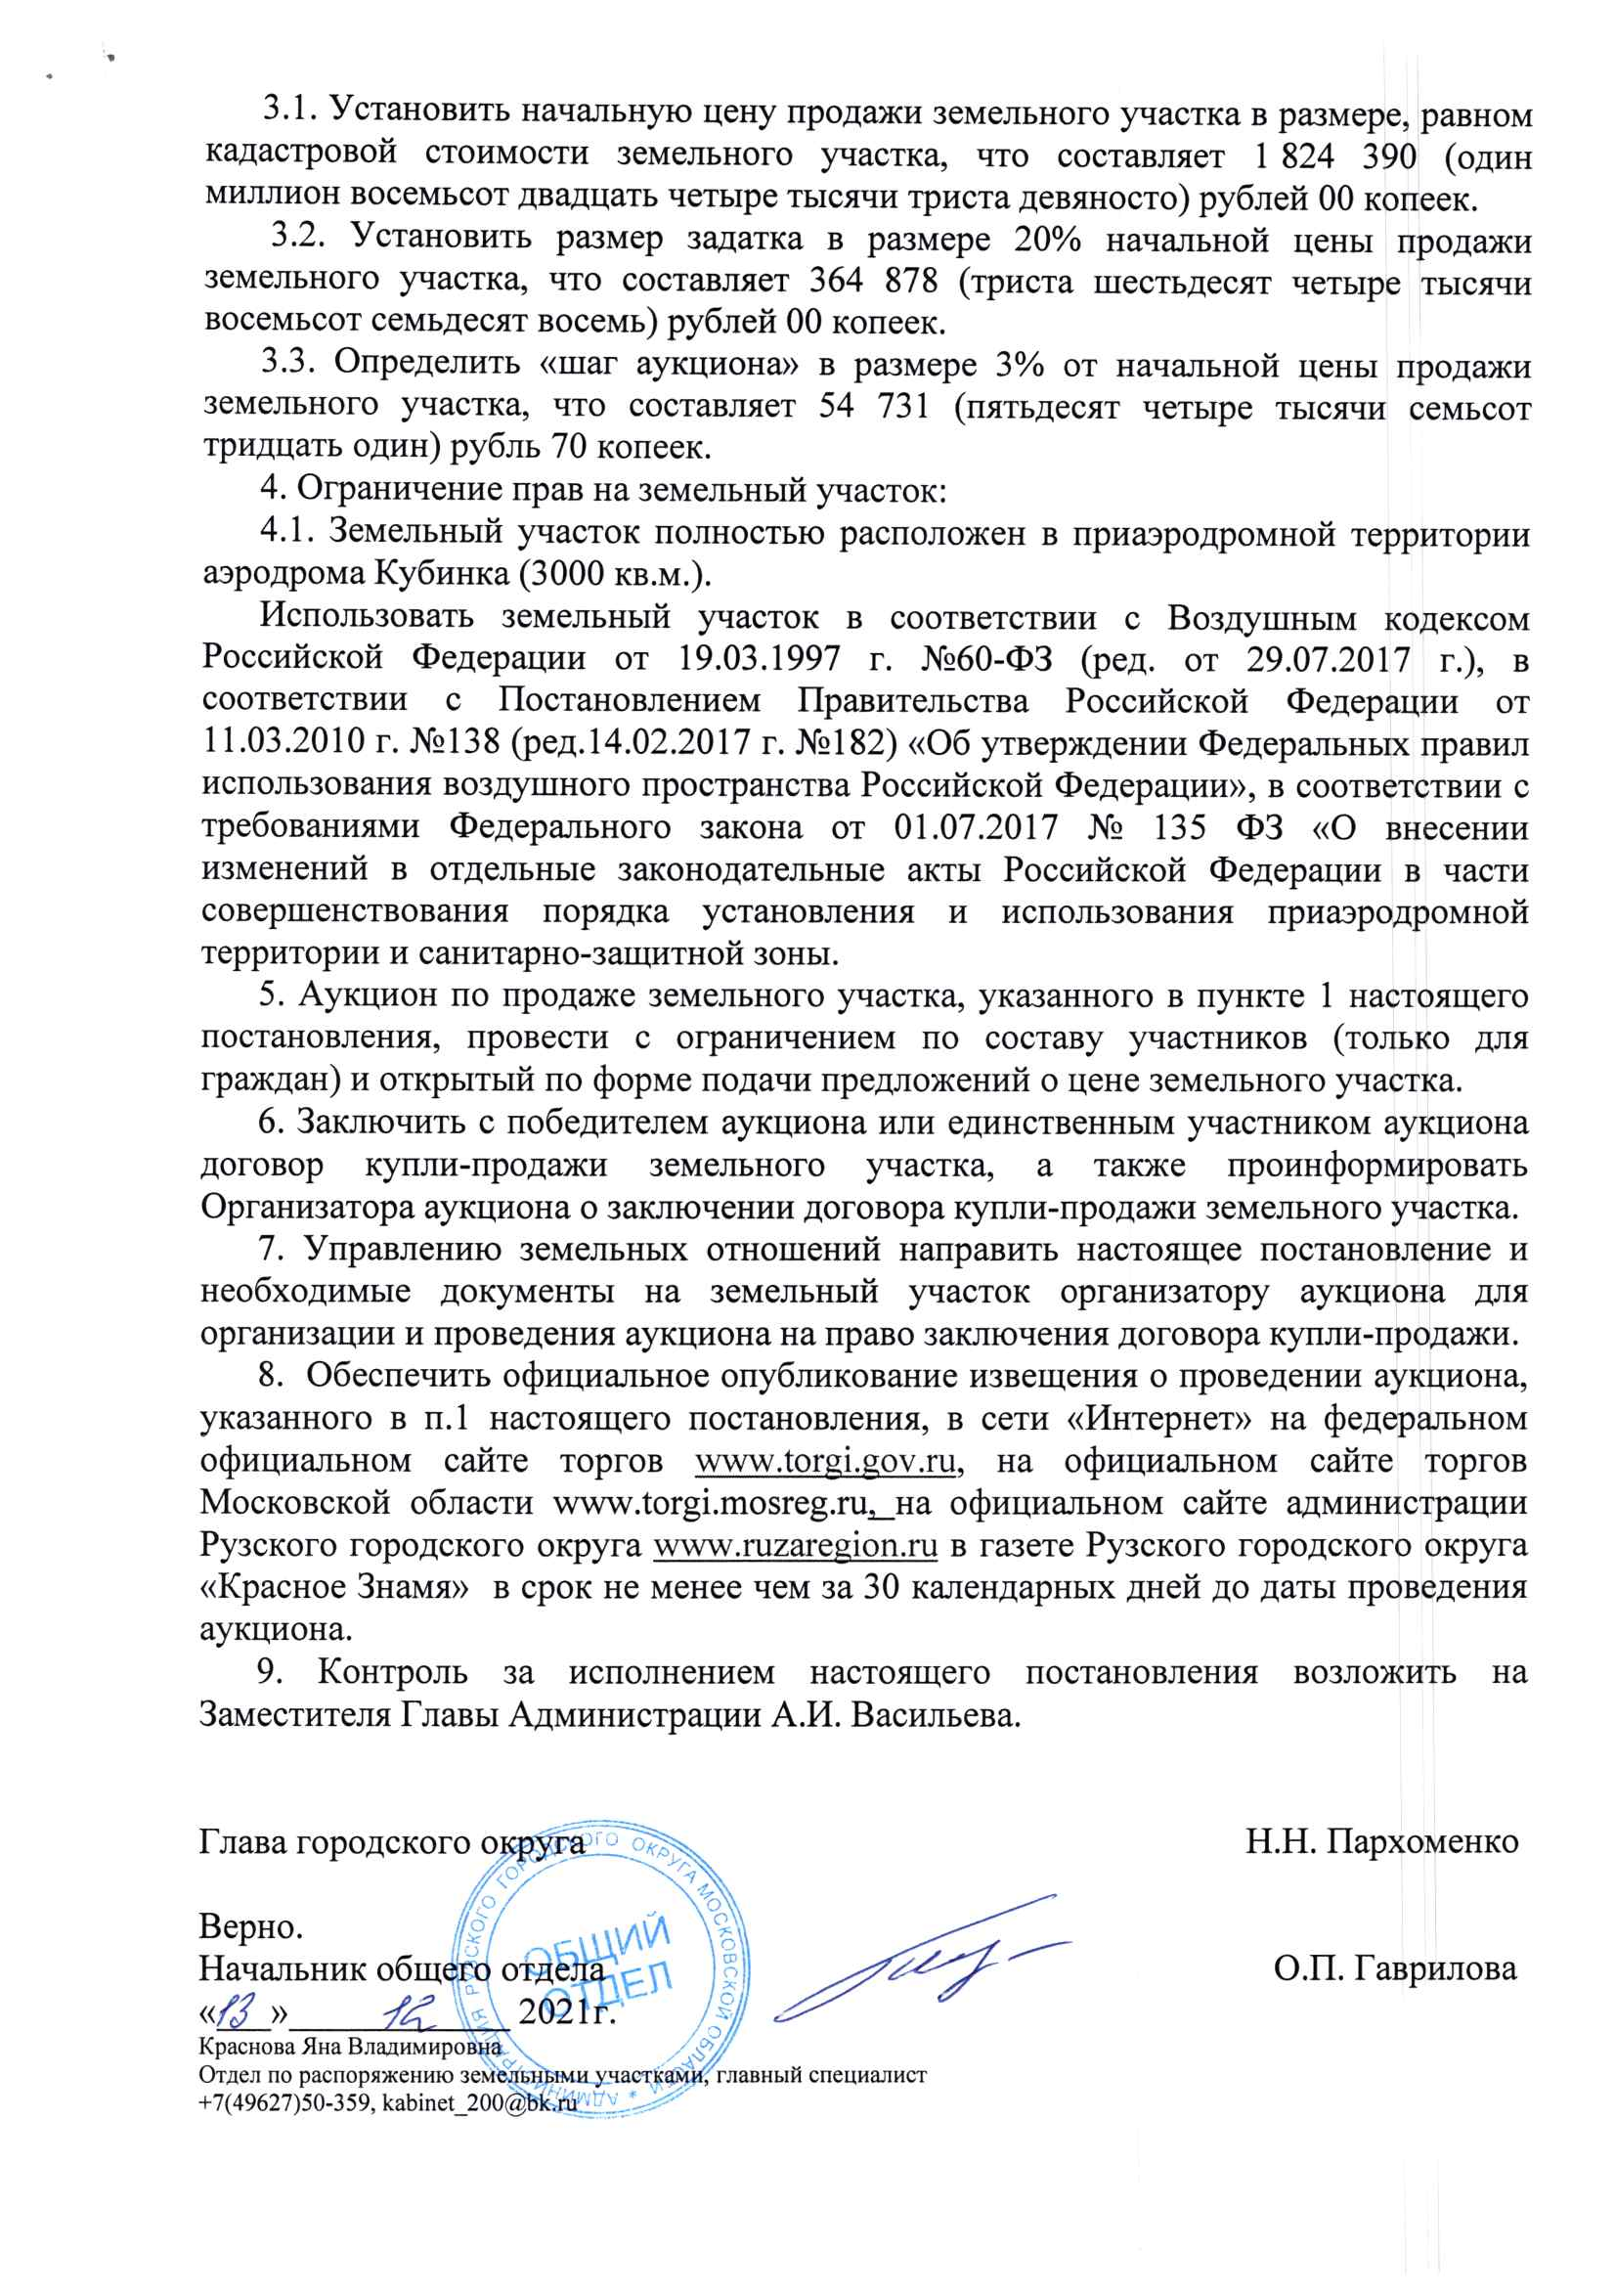 3.1. Установить начальную цену продажи земельного участка в размере, равном
кадастровой стоимости земельного участка, что составляет 1 824 390 (один
миллион восемьсот двадцать четыре тысячи триста девяносто) рублей 00 копеек.
3.2. Установить размер задатка в размере 20% начальной цены продажи
земельного участка, что составляет 364 878 (триста шестьдесят четыре тысячи
восемьсот семьдесят восемь) рублей 00 копеек.
3.3. Определить «шаг аукциона» в размере 3% от начальной цены продажи
земельного участка, что составляет 54 731 (пятьдесят четыре тысячи семьсот
тридцать один) рубль 70 копеек.
4. Ограничение прав на земельный участок:
4.1. Земельный участок полностью расположен в приаэродромной территории
аэродрома Кубинка (3000 кв.м.).
Использовать земельный участок в соответствии с Воздушным кодексом
Российской Федерации от 19.03.1997 г. №60-ФЗ (ред. от 29.07.2017 г.), в
соответствии с Постановлением Правительства Российской Федерации от
11.03.2010 г. №138 (ред.14.02.2017 г. №182) «Об утверждении Федеральных правил
использования воздушного пространства Российской Федерации», в соответствии с
требованиями Федерального закона от 01.07.2017 № 135 ФЗ «О внесении
изменений в отдельные законодательные акты Российской Федерации в части
совершенствования порядка установления и использования приаэродромной
территории и санитарно-защитной зоны.
5. Аукцион по продаже земельного участка, указанного в пункте 1 настоящего
постановления, провести с ограничением по составу участников (только для
граждан) и открытый по форме подачи предложений о цене земельного участка.
6. Заключить с победителем аукциона или единственным участником аукциона
договор купли-продажи земельного участка, а также проинформировать
Организатора аукциона о заключении договора купли-продажи земельного участка.
7. Управлению земельных отношений направить настоящее постановление и
необходимые документы на земельный участок организатору аукциона для
организации и проведения аукциона на право заключения договора купли-продажи.
8. Обеспечить официальное опубликование извещения о проведении аукциона,
указанного в п.1 настоящего постановления, в сети «Интернет» на федеральном
официальном сайте торгов www.torgi.gov.ru, на официальном сайте торгов
Московской области www.torgi.mosreg.ru, на официальном сайте администрации
Рузского городского округа www.ruzaregion.ru в газете Рузского городского округа
«Красное Знамя» в срок не менее чем за 30 календарных дней до даты проведения
аукциона.
9. Контроль за исполнением настоящего постановления возложить на
Заместителя Главы Администрации А.И. Васильева.
Глава городского округа Н.Н. Пархоменко
Верно.
Начальник общего отдела О.П. Гаврилова
«13» 12 2021г.
Краснова Яна Владимировна
Отдел по распоряжению земельными участками, главный специалист
+7(49627)50-359, kabinet_200@bk.ru
АДМИНИСТРАЦИЯ РУЗСКОГО ГОРОДСКОГО ОКРУГА МОСКОВСКОЙ ОБЛАСТИ *
ОБЩИЙ
ОТДЕЛ